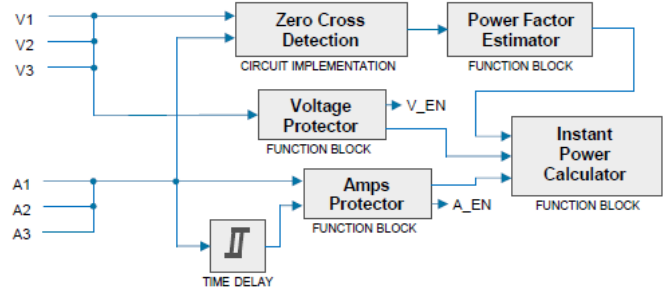 V1
V2
V3
Zero Cross
Detection
CIRCUIT IMPLEMENTATION
Power Factor
Estimator
FUNCTION BLOCK
Voltage
Protector
FUNCTION BLOCK
V_EN
Instant
Power
Calculator
FUNCTION BLOCK
A1
A2
A3
Amps
Protector
FUNCTION BLOCK
A_EN
TIME DELAY